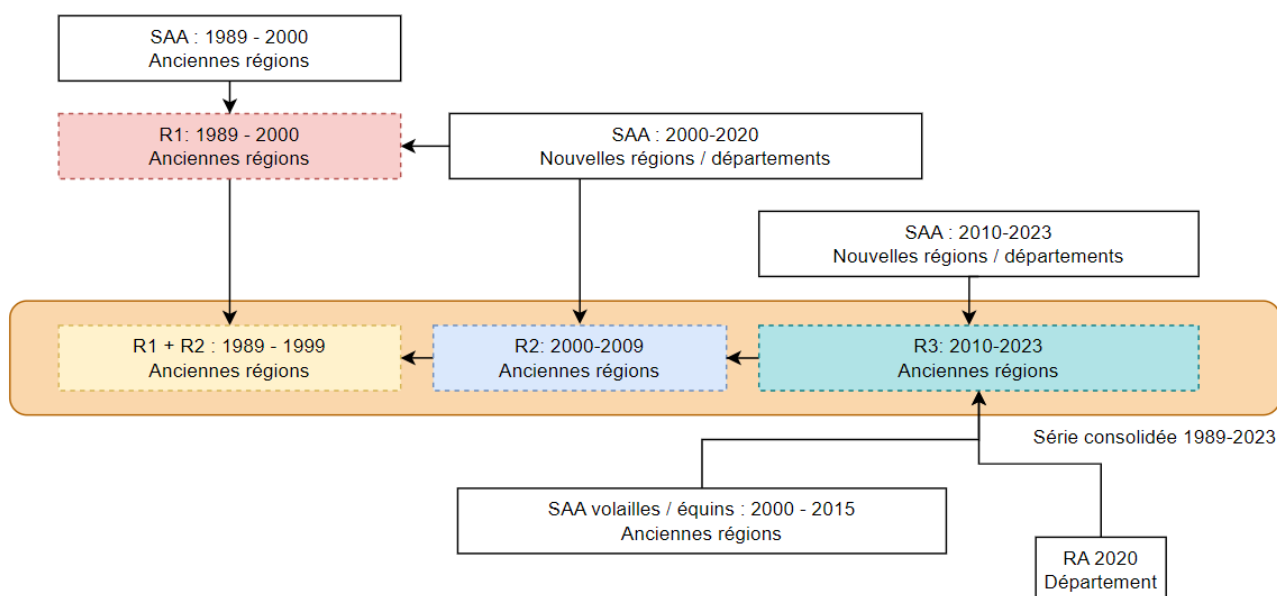 SAA : 1989 - 2000
Anciennes régions
R1: 1989 - 2000
Anciennes régions
SAA : 2000-2020
Nouvelles régions / départements
SAA : 2010-2023
Nouvelles régions / départements
R1 + R2 : 1989 - 1999
Anciennes régions
R2: 2000-2009
Anciennes régions
R3: 2010-2023
Anciennes régions
Série consolidée 1989-2023
SAA volailles / équins : 2000 - 2015
Anciennes régions
RA 2020
Département